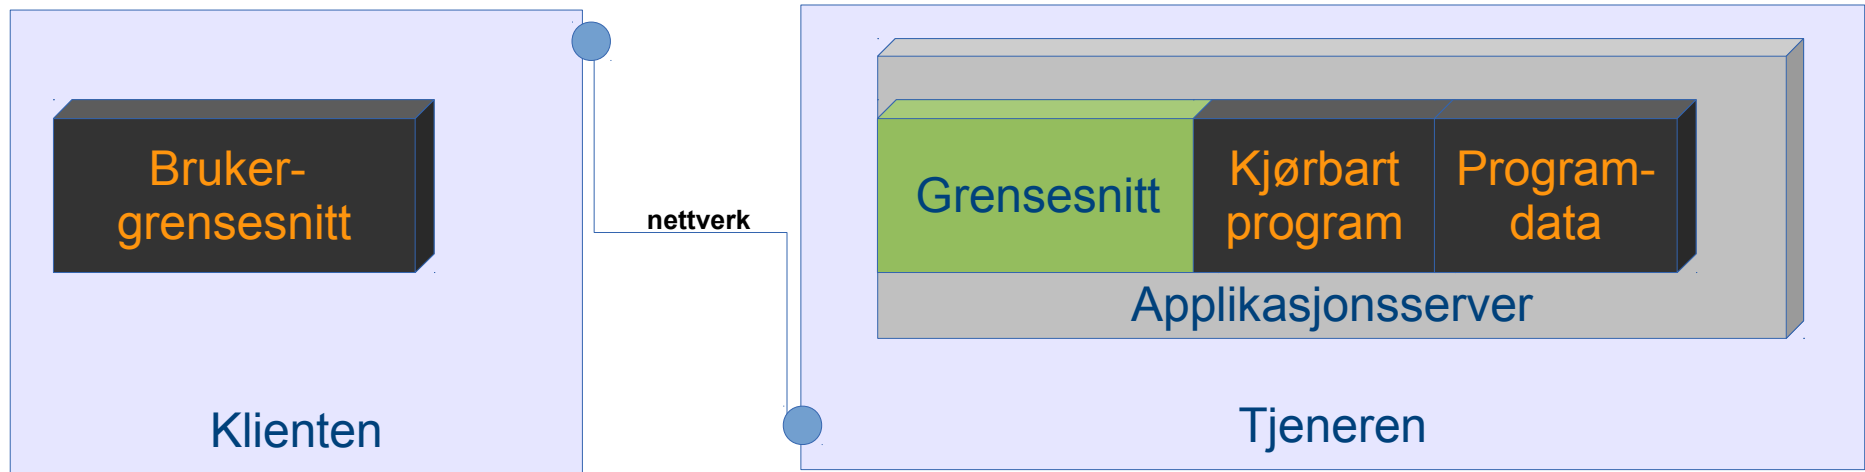 Bruker-
grensesnitt
Klienten
nettverk
Grensesnitt
Kjørbart
program
Program-
data
Applikasjonsserver
Tjeneren